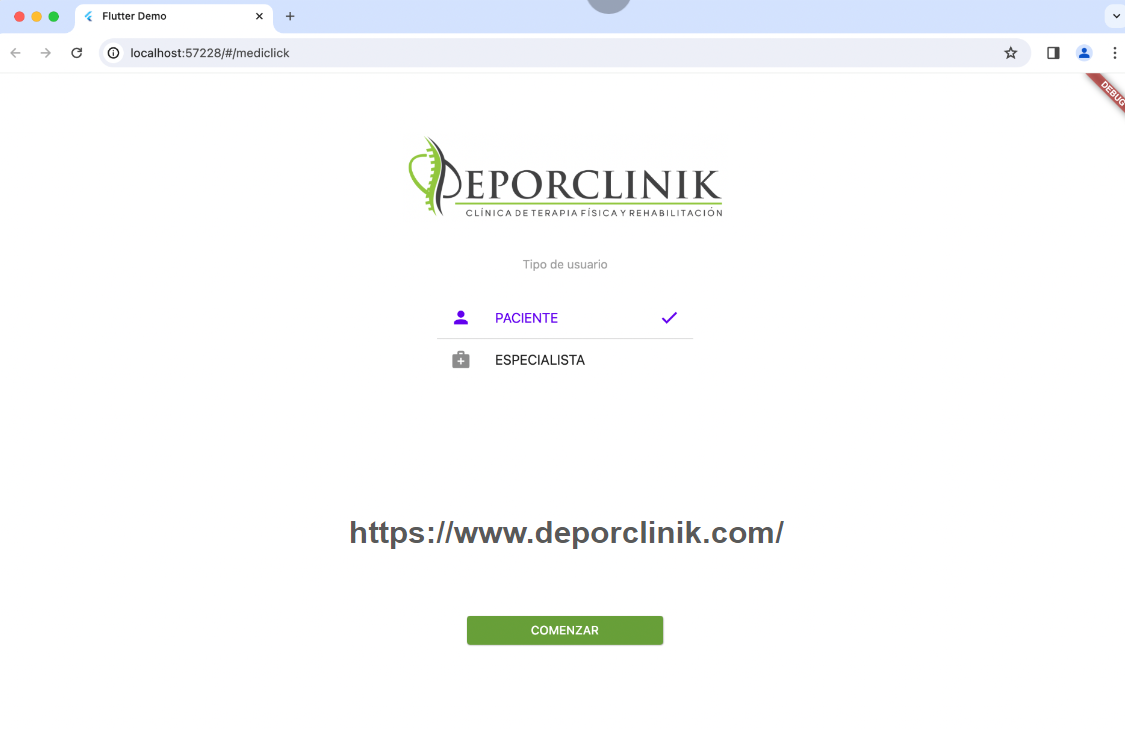 Flutter Demo
localhost:57228/#/mediclick
DEBUG
DEPORCLINIK
CLÍNICA DE TERAPIA FÍSICA Y REHABILITACIÓN
Tipo de usuario
PACIENTE
ESPECIALISTA
https://www.deporclinik.com/
COMENZAR